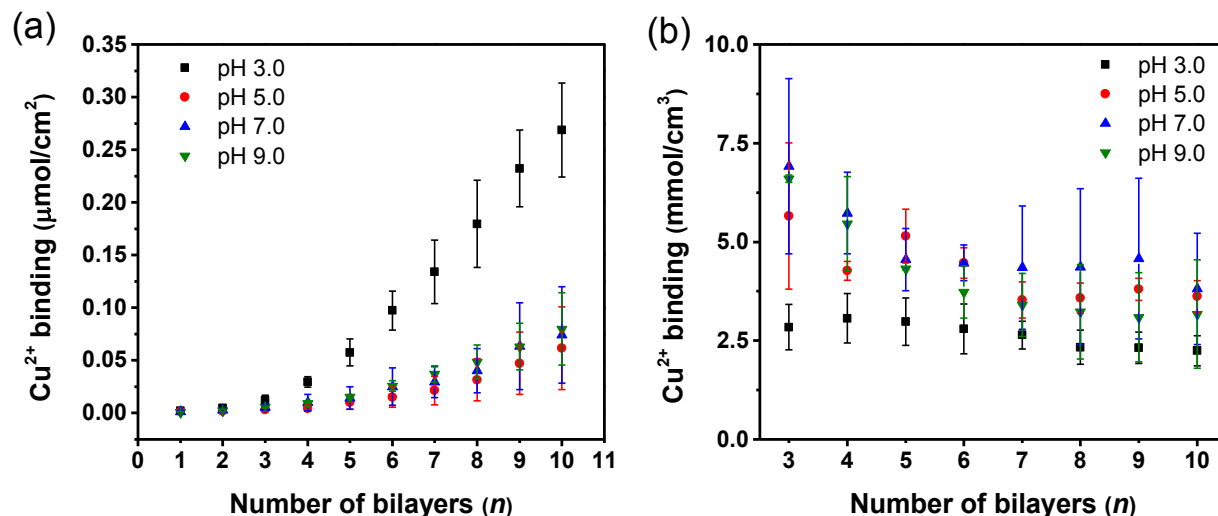 (a)
Cu²⁺ binding (μmol/cm²)
0.35
0.30
0.25
0.20
0.15
0.10
0.05
0.00
pH 3.0
pH 5.0
pH 7.0
pH 9.0
0 1 2 3 4 5 6 7 8 9 10 11
Number of bilayers (n)
(b)
Cu²⁺ binding (mmol/cm³)
10.0
7.5
5.0
2.5
0.0
pH 3.0
pH 5.0
pH 7.0
pH 9.0
3 4 5 6 7 8 9 10
Number of bilayers (n)